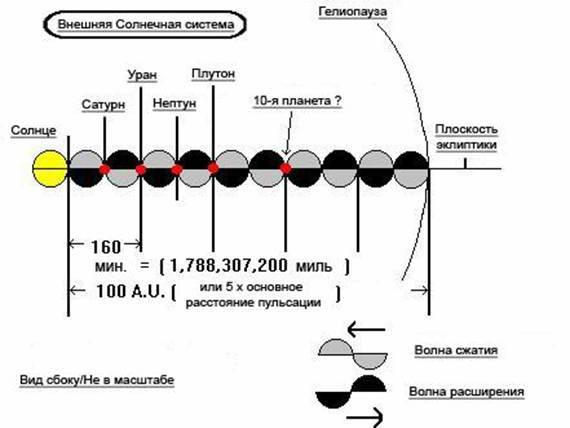 Внешняя Солнечная система
Гелиопауза
Уран
Плутон
Сатурн
Нептун
10-я планета ?
Солнце
Плоскость
эклиптики
160
мин. = ( 1,788,307,200 миль )
100 A.U. ( или 5 х основное
расстояние пульсации )
Волна сжатия
Вид сбоку/Не в масштабе
Волна расширения